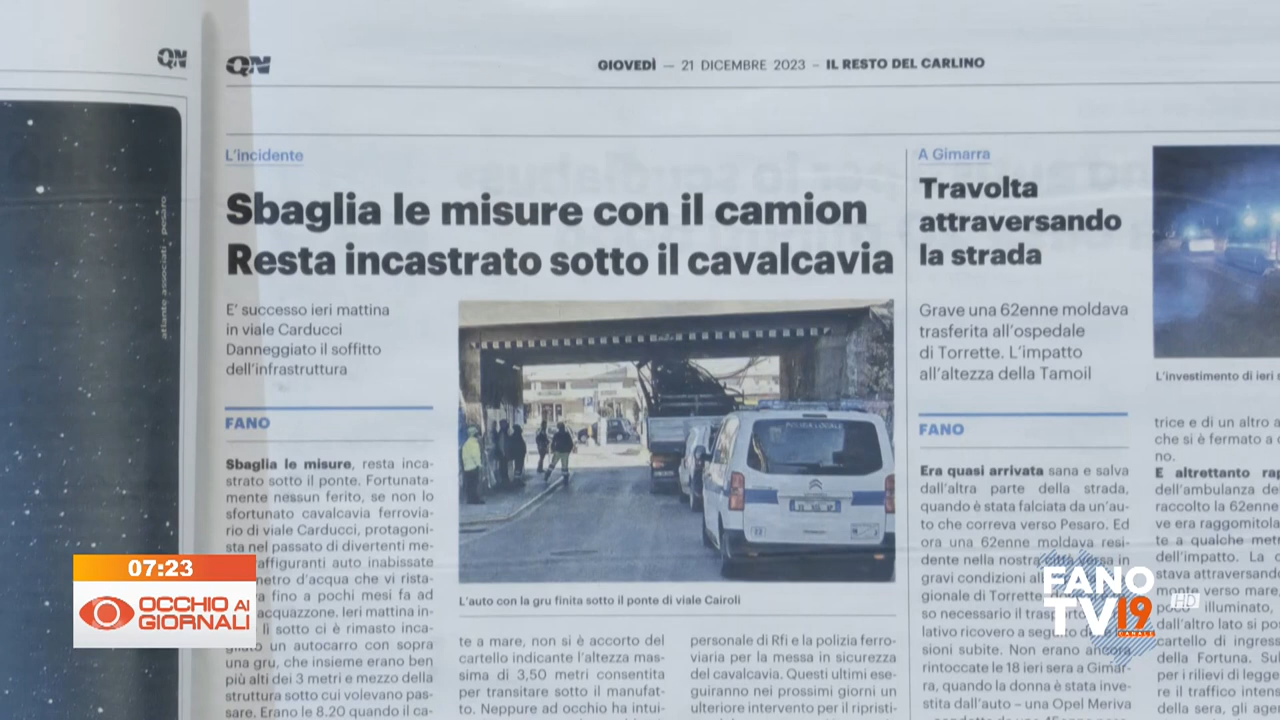 QN
QN
GIOVEDÌ — 21 DICEMBRE 2023 – IL RESTO DEL CARLINO
atlante associati - pesaro
L'incidente
Sbaglia le misure con il camion
Resta incastrato sotto il cavalcavia
E' successo ieri mattina
in viale Carducci
Danneggiato il soffitto
dell'infrastruttura
FANO
Sbaglia le misure, resta inca-
strato sotto il ponte. Fortunata-
mente nessun ferito, se non lo
sfortunato cavalcavia ferrovia-
rio di viale Carducci, protagoni-
sta nel passato di divertenti me-
affiguranti auto inabissate
metro d'acqua che vi rista-
va fino a pochi mesi fa ad
acquazzone. Ieri mattina in-
li sotto ci è rimasto inca-
gliato un autocarro con sopra
una gru, che insieme erano ben
più alti dei 3 metri e mezzo della
struttura sotto cui volevano pas-
sare. Erano le 8.20 quando il ca-
POLIZIA LOCALE
L'auto con la gru finita sotto il ponte di viale Cairoli
te a mare, non si è accorto del
cartello indicante l'altezza mas-
sima di 3,50 metri consentita
per transitare sotto il manufat-
to. Neppure ad occhio ha intui-
personale di Rfi e la polizia ferro-
viaria per la messa in sicurezza
del cavalcavia. Questi ultimi ese-
guiranno nei prossimi giorni un
ulteriore intervento per il ripristi-
A Gimarra
Travolta
attraversando
la strada
Grave una 62enne moldava
trasferita all'ospedale
di Torrette. L'impatto
all'altezza della Tamoil
FANO
Era quasi arrivata sana e salva
dall'altra parte della strada,
quando è stata falciata da un'au-
to che correva verso Pesaro. Ed
ora una 62enne moldava resi-
dente nella nostra città versa in
gravi condizioni al
gionale di Torrette,
so necessario il trasporto
lativo ricovero a seguito
sioni subite. Non erano ancora
rintoccate le 18 ieri sera a Gimar-
ra, quando la donna è stata inve-
stita dall'auto – una Opel Meriva
L'investimento di ieri
trice e di un altro a
che si è fermato a
no.
E altrettanto rap
dell'ambulanza de
raccolto la 62enne
ve era raggomitola
te a qualche met
dell'impatto. La
stava attraversand
verso mare,
illuminato,
dall'altro lato si po
cartello di ingres
della Fortuna. Sul
per i rilievi di legge
re il traffico inten
della sera, gli age
07:23
OCCHIO AI
GIORNALI
FANO
TV19
CANALE
HD